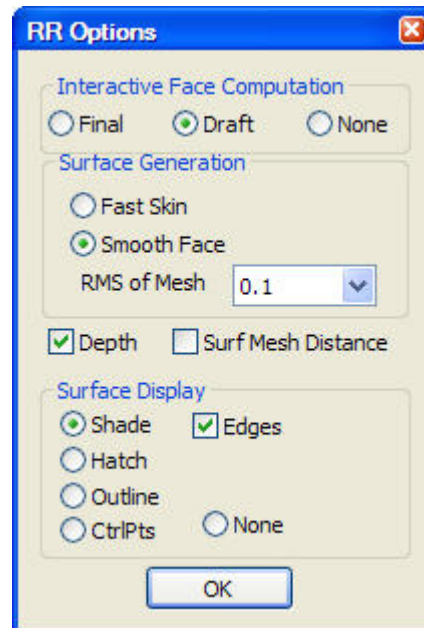 RR Options
Interactive Face Computation
Final Draft None
Surface Generation
Fast Skin
Smooth Face
RMS of Mesh 0.1
Depth Surf Mesh Distance
Surface Display
Shade Edges
Hatch
Outline
CtrlPts None
OK